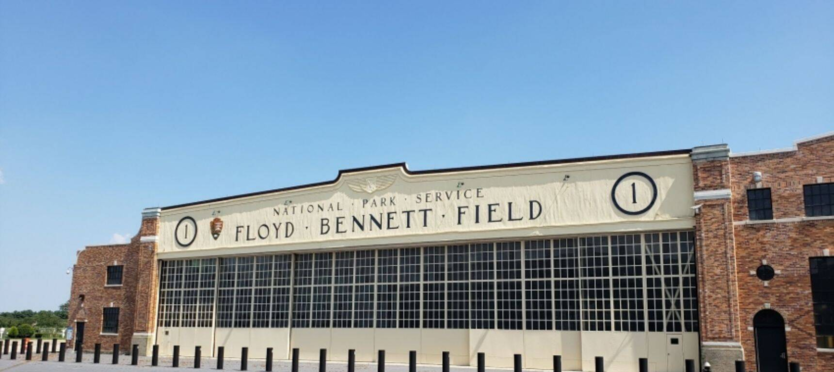 NATIONAL · PARK · SERVICE
1 FLOYD · BENNETT · FIELD 1